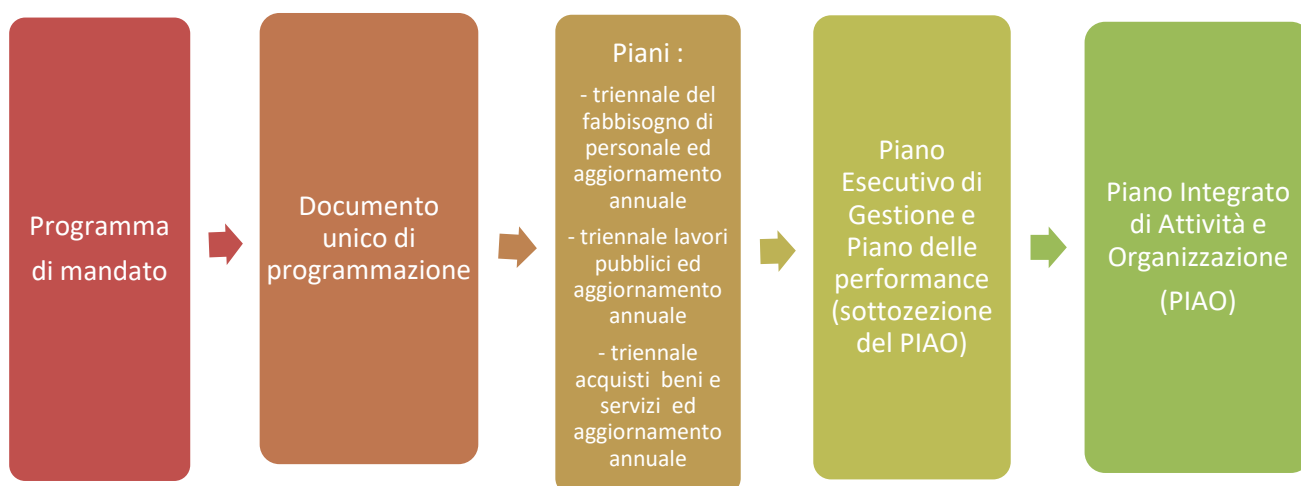 Programma
di mandato
Documento
unico di
programmazione
Piani :
- triennale del
fabbisogno di
personale ed
aggiornamento
annuale
- triennale lavori
pubblici ed
aggiornamento
annuale
- triennale
acquisti beni e
servizi ed
aggiornamento
annuale
Piano
Esecutivo di
Gestione e
Piano delle
performance
(sottozezione
del PIAO)
Piano Integrato
di Attività e
Organizzazione
(PIAO)